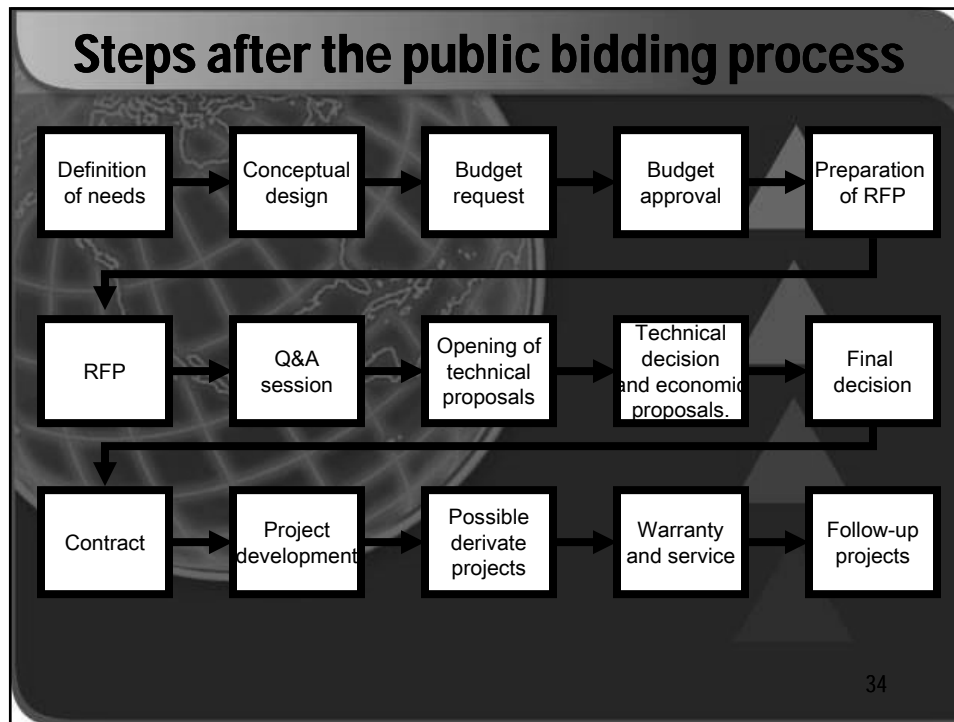 Steps after the public bidding process
Definition
of needs
Conceptual
design
Budget
request
Budget
approval
Preparation
of RFP
RFP
Q&A
session
Opening of
technical
proposals
Technical
decision
and economic
proposals.
Final
decision
Contract
Project
development
Possible
derivate
projects
Warranty
and service
Follow-up
projects
34